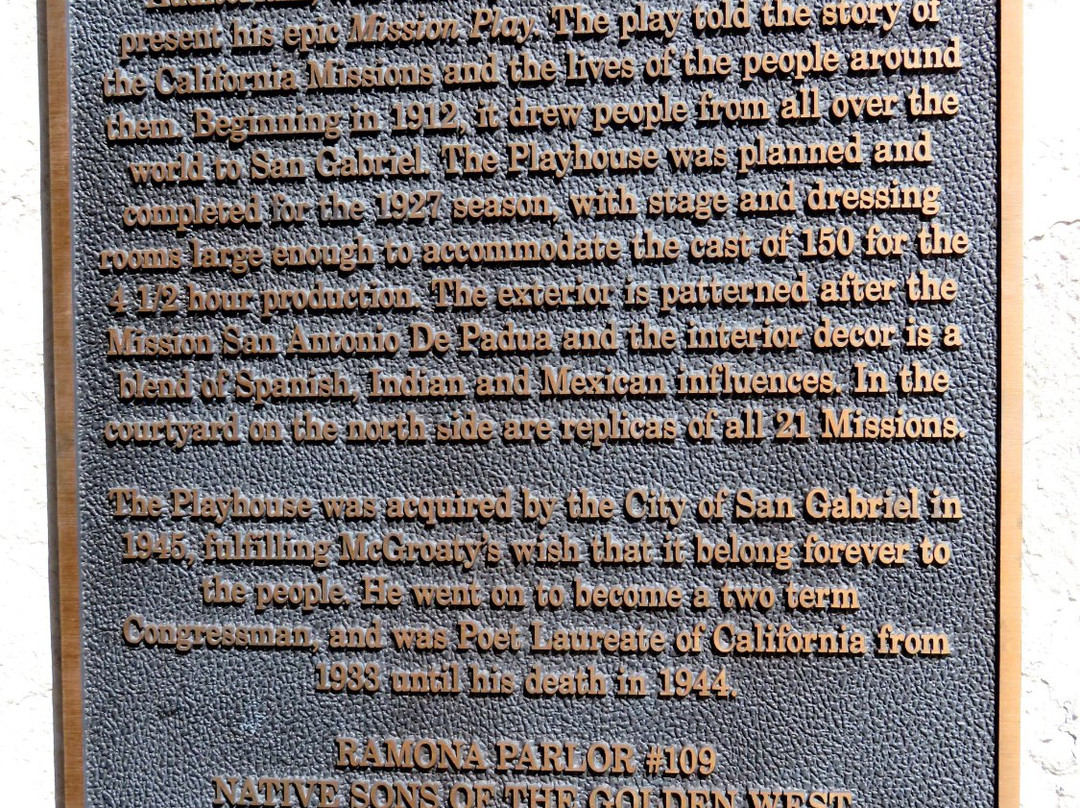 present his epic Mission Play. The play told the story of
the California Missions and the lives of the people around
them. Beginning in 1912, it drew people from all over the
world to San Gabriel. The Playhouse was planned and
completed for the 1927 season, with stage and dressing
rooms large enough to accommodate the cast of 150 for the
4 1/2 hour production. The exterior is patterned after the
Mission San Antonio De Padua and the interior decor is a
blend of Spanish, Indian and Mexican influences. In the
courtyard on the north side are replicas of all 21 Missions.
The Playhouse was acquired by the City of San Gabriel in
1945, fulfilling McGroaty's wish that it belong forever to
the people. He went on to become a two term
Congressman, and was Poet Laureate of California from
1933 until his death in 1944.
RAMONA PARLOR #109
NATIVE SONS OF THE GOLDEN WEST